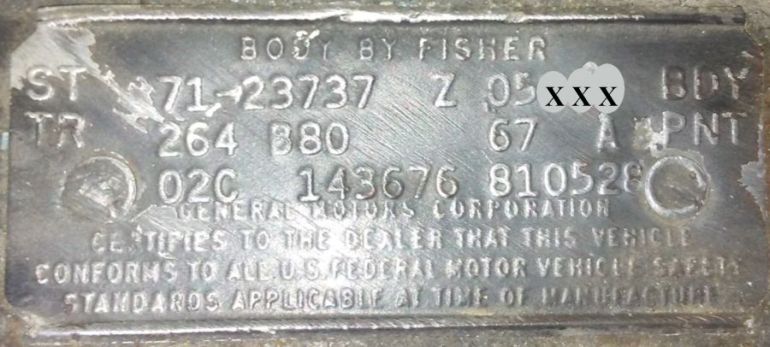 BODY BY FISHER
ST 71-23737 Z 05XXX BDY
TR 264 B80 67 A PNT
02C 143676 810528
GENERAL MOTORS CORPORATION
CERTIFIES TO THE DEALER THAT THIS VEHICLE
CONFORMS TO ALL U.S. FEDERAL MOTOR VEHICLE SAFETY
STANDARDS APPLICABLE AT TIME OF MANUFACTURE